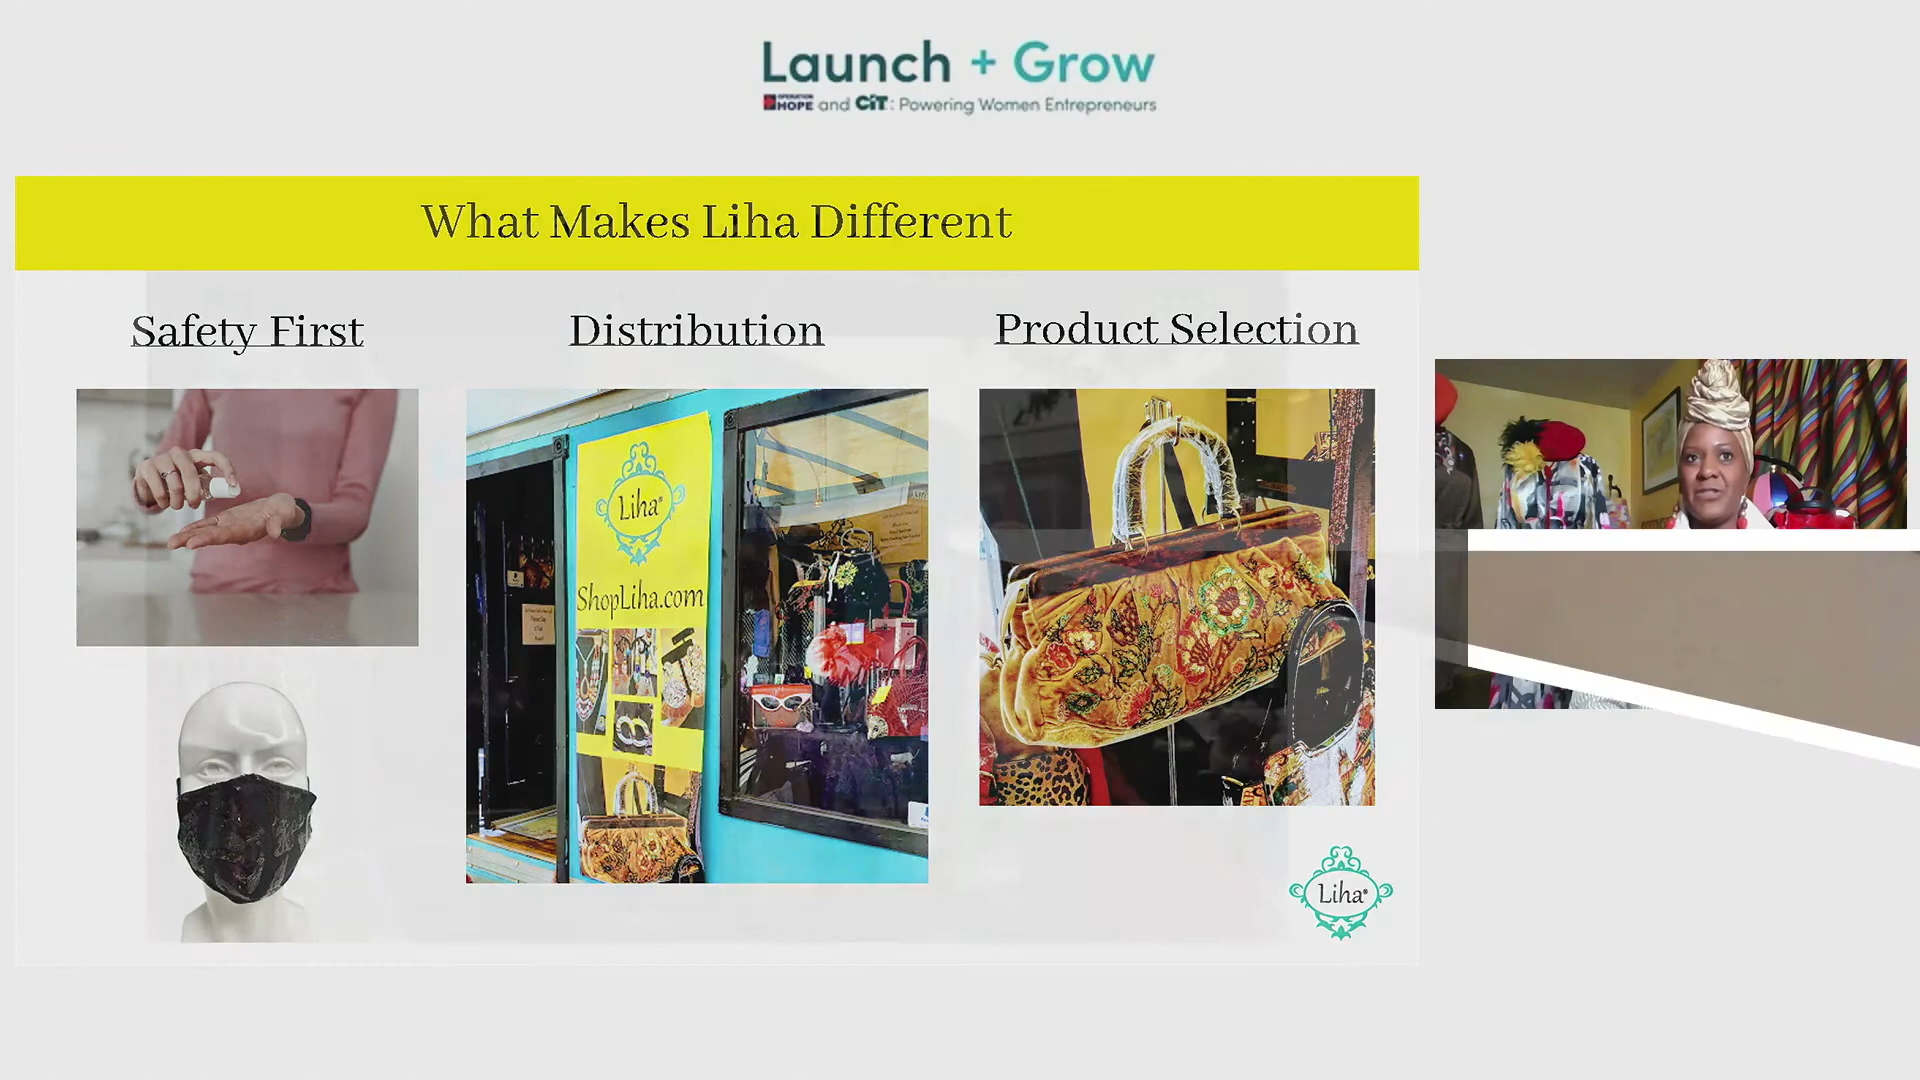 Launch + Grow
OPERATION HOPE and CIT: Powering Women Entrepreneurs
What Makes Liha Different
Safety First
Distribution
Product Selection
Liha®
ShopLiha.com
Liha®